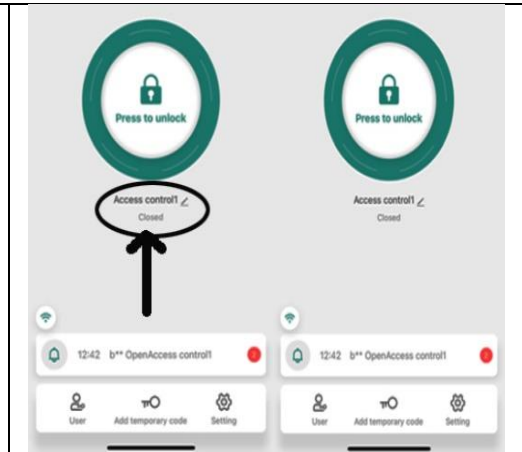 Press to unlock
Access control1
Closed
12:42 b** OpenAccess control1
User Add temporary code Setting
Press to unlock
Access control1
Closed
12:42 b** OpenAccess control1
User Add temporary code Setting